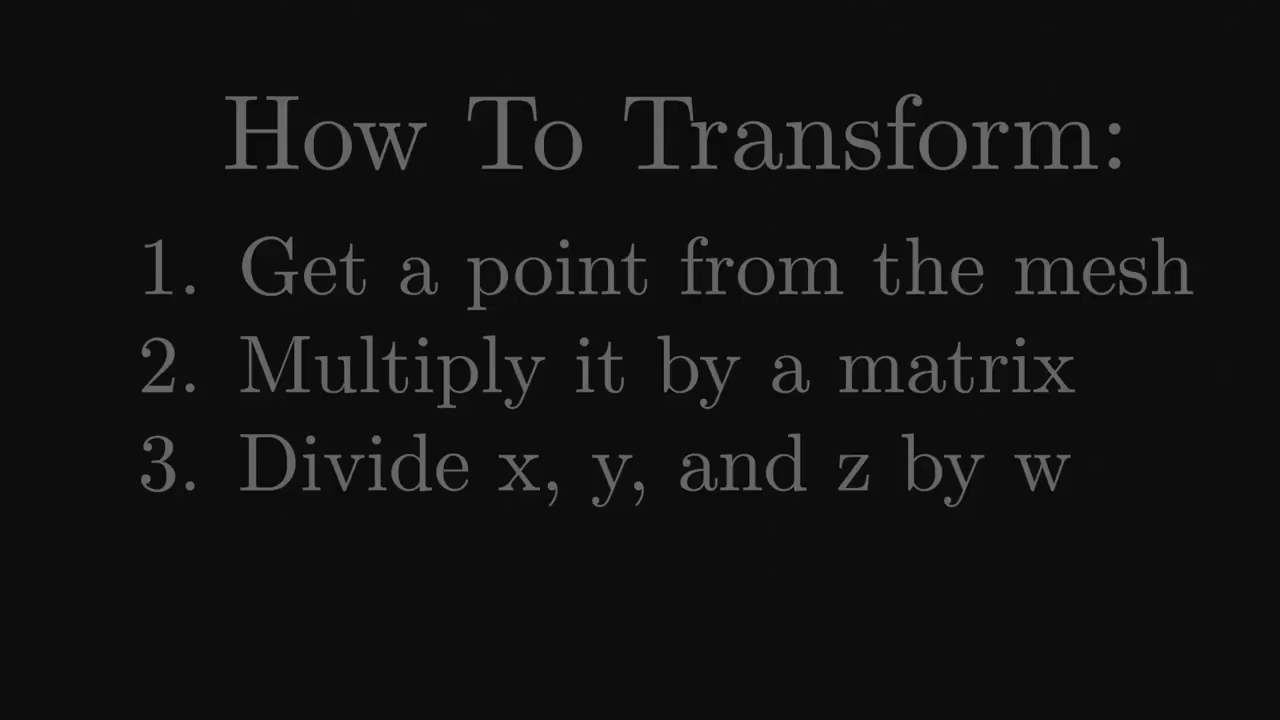 How To Transform:
1. Get a point from the mesh
2. Multiply it by a matrix
3. Divide x, y, and z by w